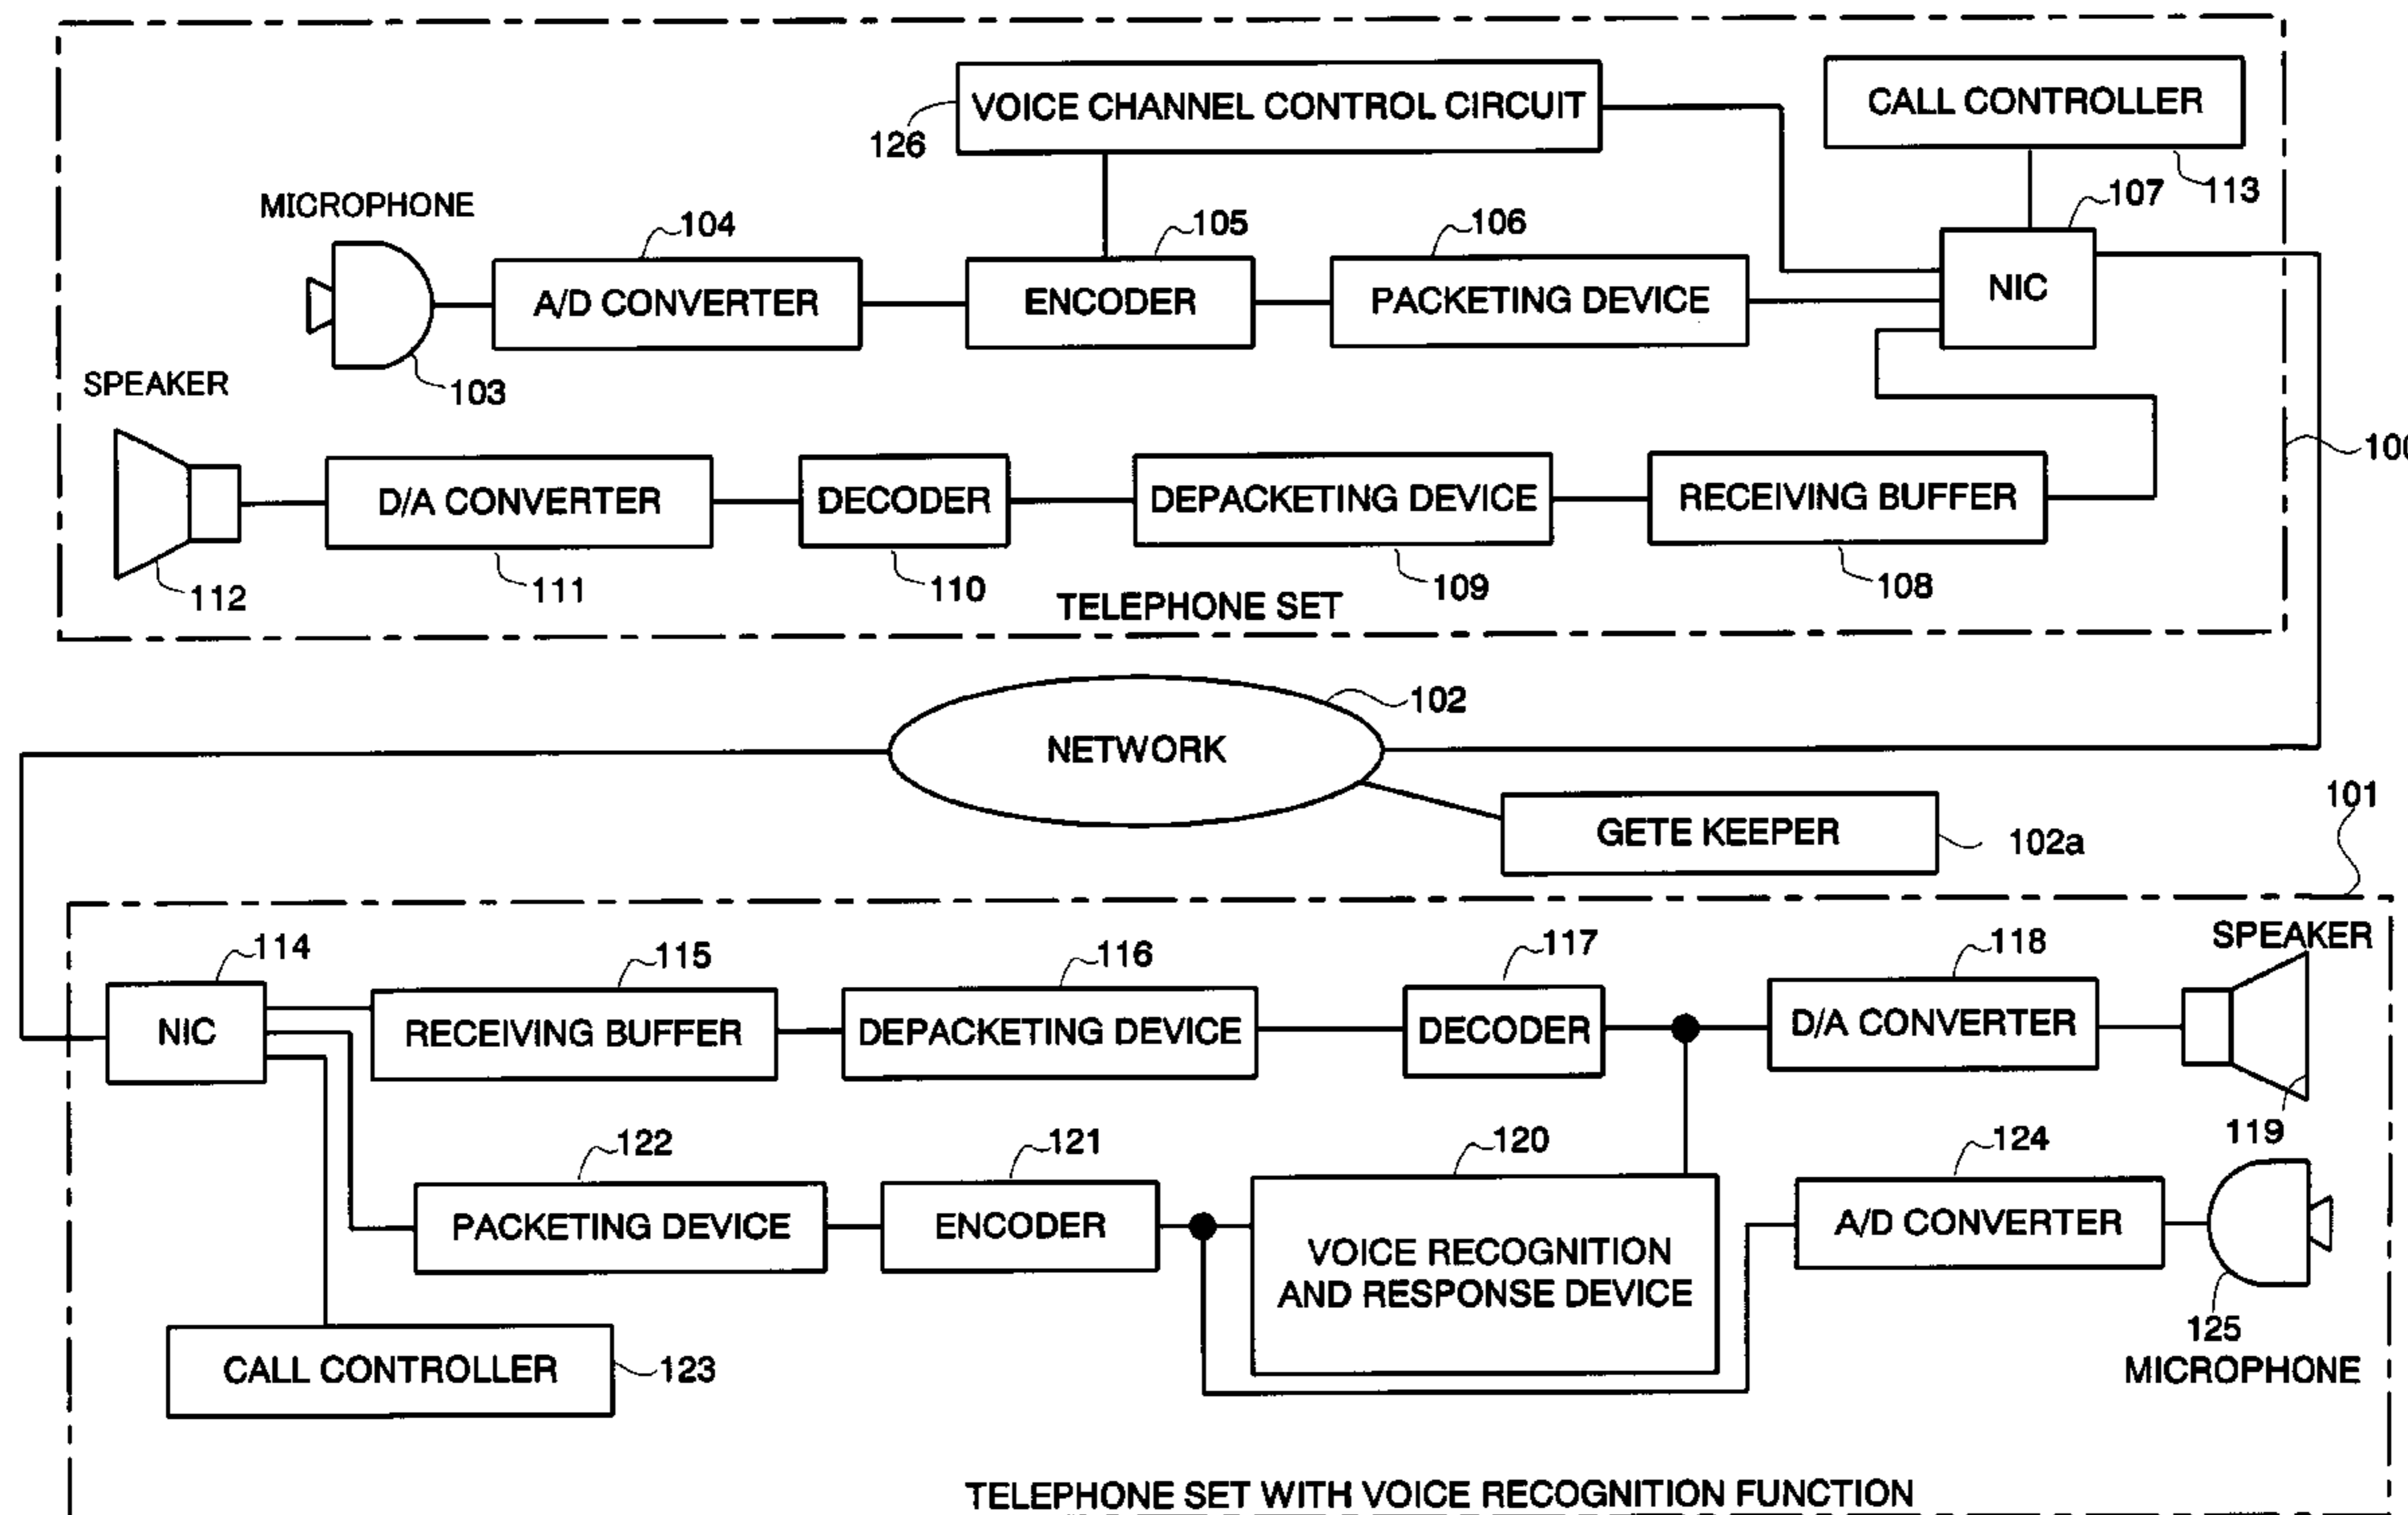 VOICE CHANNEL CONTROL CIRCUIT
126
CALL CONTROLLER
113
107
MICROPHONE
104
105
106
A/D CONVERTER
ENCODER
PACKETING DEVICE
NIC
103
SPEAKER
100
D/A CONVERTER
DECODER
DEPACKETING DEVICE
RECEIVING BUFFER
112
111
110
109
108
TELEPHONE SET
102
NETWORK
GETE KEEPER
102a
101
114
115
116
117
118
SPEAKER
NIC
RECEIVING BUFFER
DEPACKETING DEVICE
DECODER
D/A CONVERTER
119
122
121
120
124
PACKETING DEVICE
ENCODER
VOICE RECOGNITION
AND RESPONSE DEVICE
A/D CONVERTER
125
MICROPHONE
CALL CONTROLLER
123
TELEPHONE SET WITH VOICE RECOGNITION FUNCTION